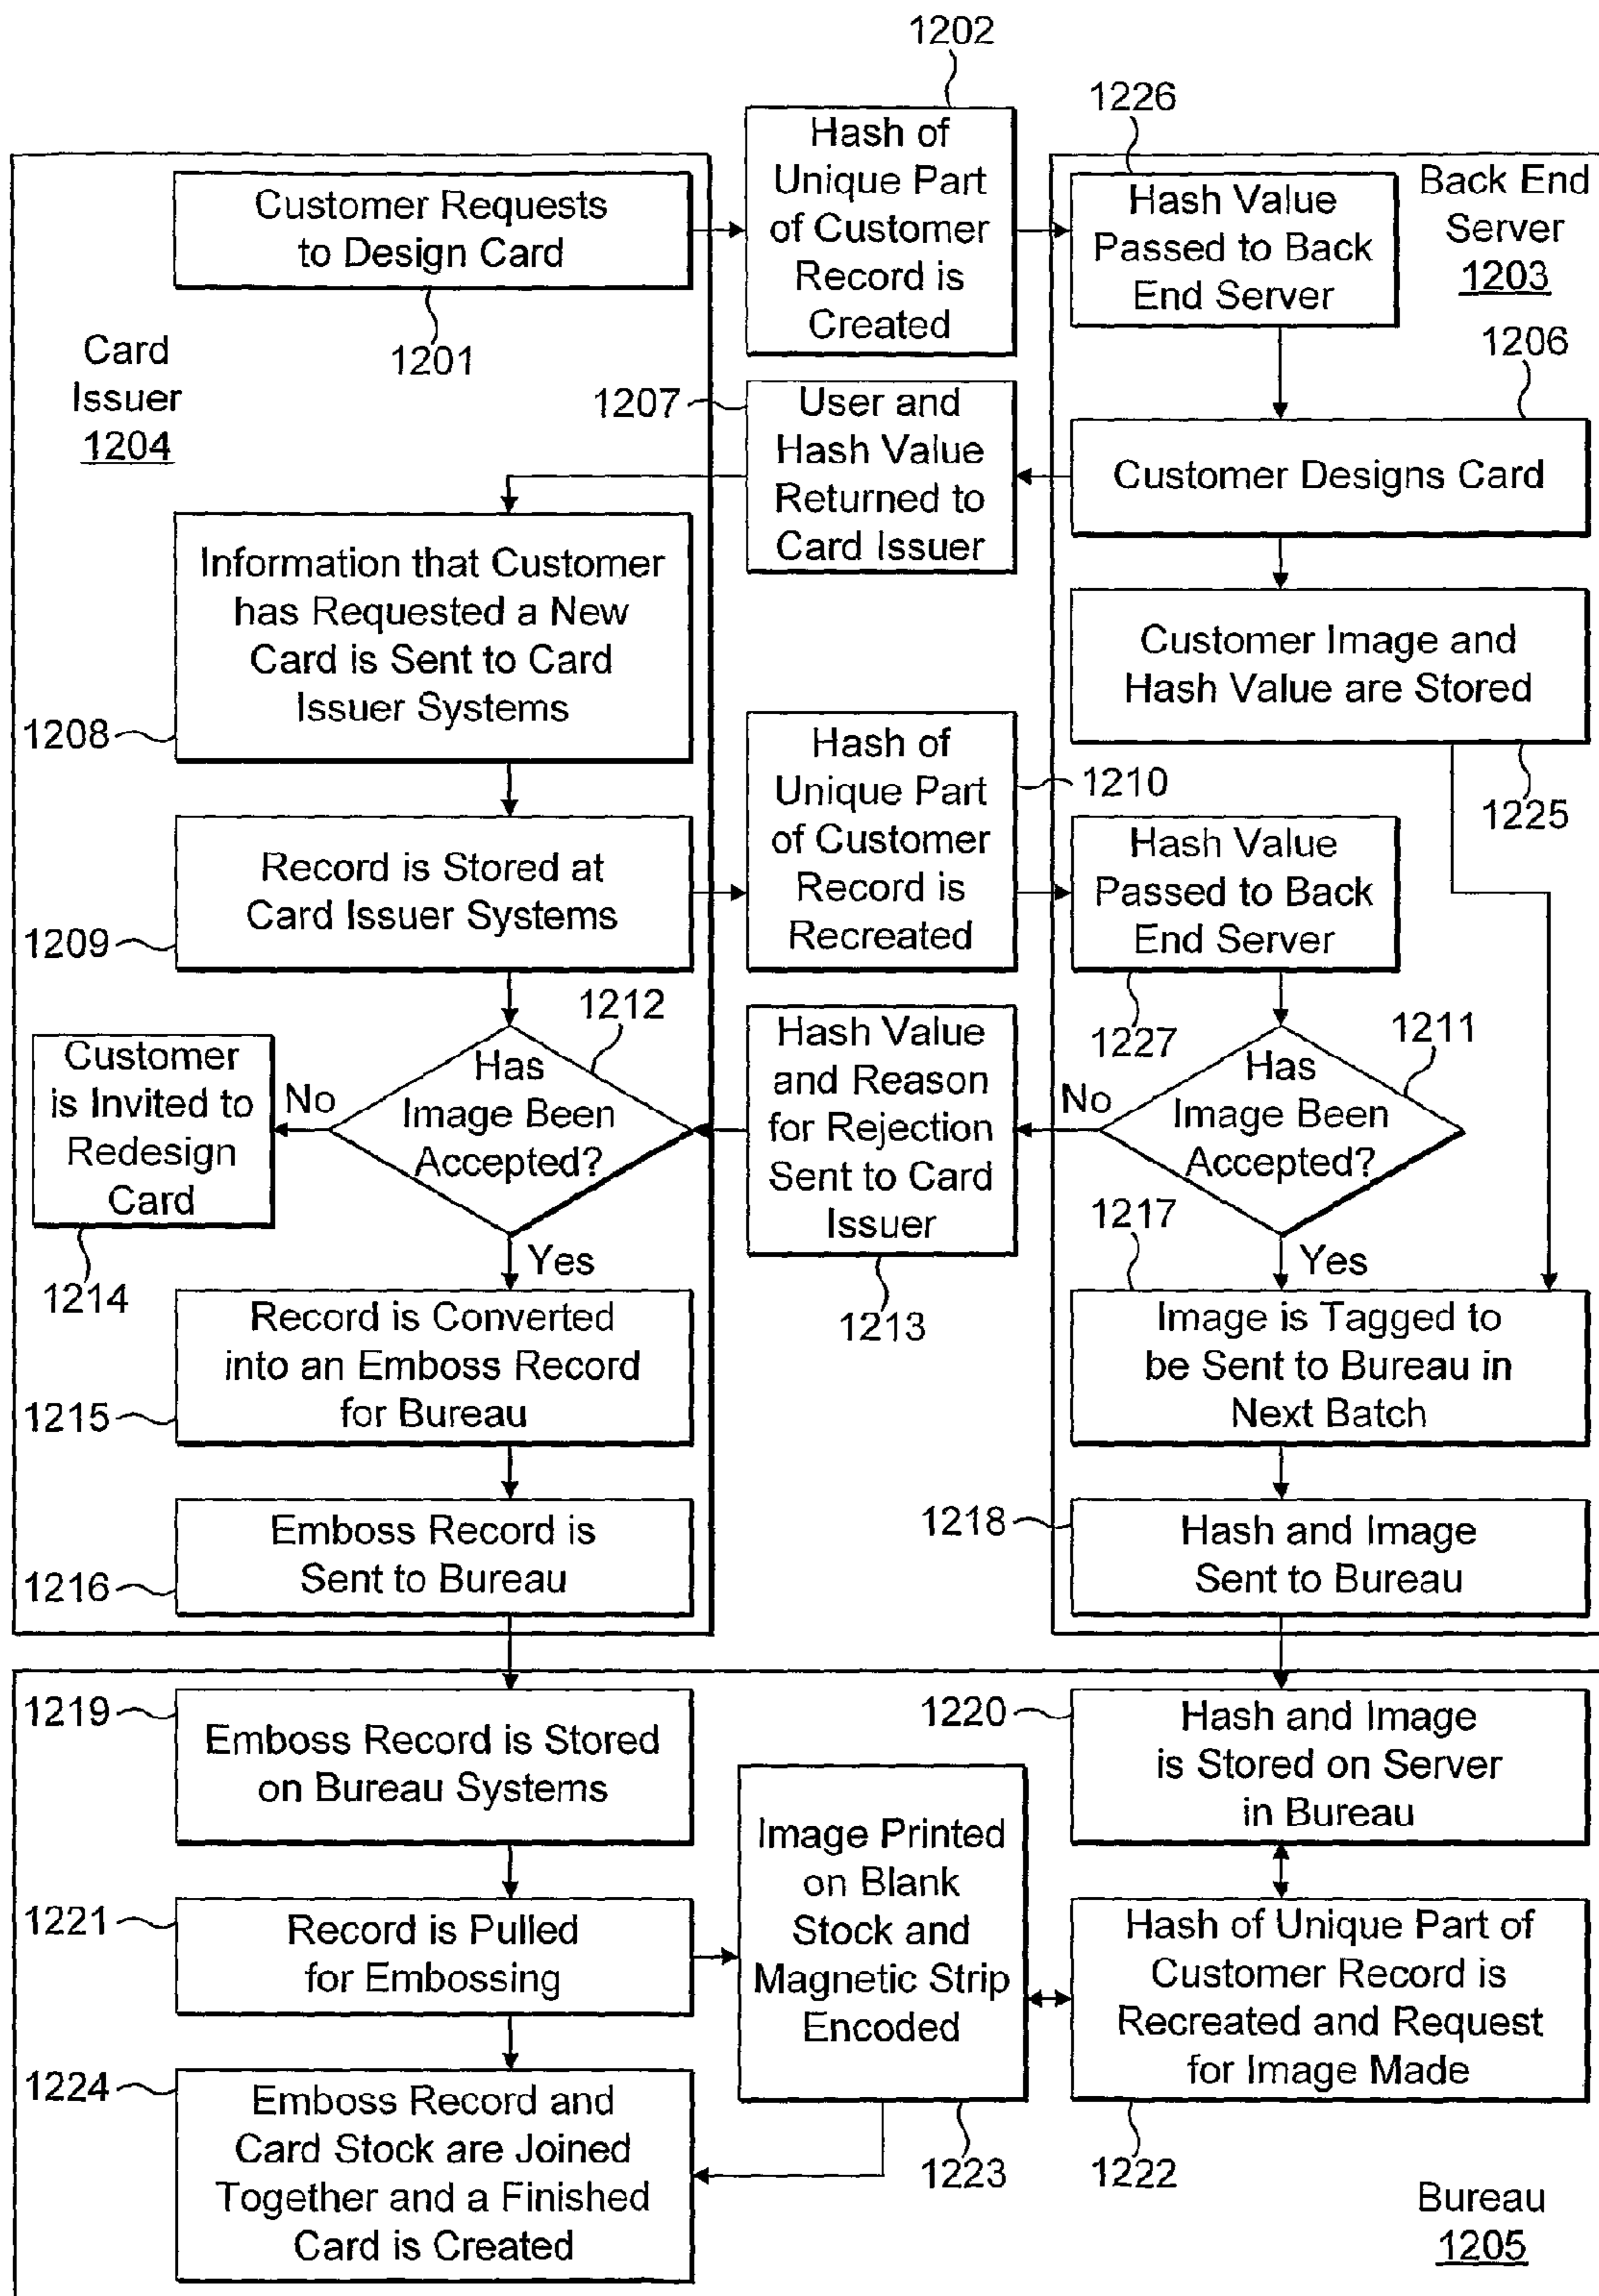 1202
Hash of
Unique Part
of Customer
Record is
Created
1226
Hash Value
Passed to Back
End Server
Back End
Server
1203
Customer Requests
to Design Card
1201
Card
Issuer
1204
1207
User and
Hash Value
Returned to
Card Issuer
1206
Customer Designs Card
Information that Customer
has Requested a New
Card is Sent to Card
Issuer Systems
1208
Customer Image and
Hash Value are Stored
1225
Hash of
Unique Part
of Customer
Record is
Recreated
1210
Record is Stored at
Card Issuer Systems
1209
Hash Value
Passed to Back
End Server
1227
1212
Has
Image Been
Accepted?
No
Yes
Customer
is Invited to
Redesign
Card
1214
Hash Value
and Reason
for Rejection
Sent to Card
Issuer
1213
1211
Has
Image Been
Accepted?
No
Yes
1217
Record is Converted
into an Emboss Record
for Bureau
1215
Image is Tagged to
be Sent to Bureau in
Next Batch
Emboss Record is
Sent to Bureau
1216
1218
Hash and Image
Sent to Bureau
1219
Emboss Record is Stored
on Bureau Systems
1220
Hash and Image
is Stored on Server
in Bureau
Image Printed
on Blank
Stock and
Magnetic Strip
Encoded
1223
1221
Record is Pulled
for Embossing
Hash of Unique Part of
Customer Record is
Recreated and Request
for Image Made
1222
1224
Emboss Record and
Card Stock are Joined
Together and a Finished
Card is Created
Bureau
1205